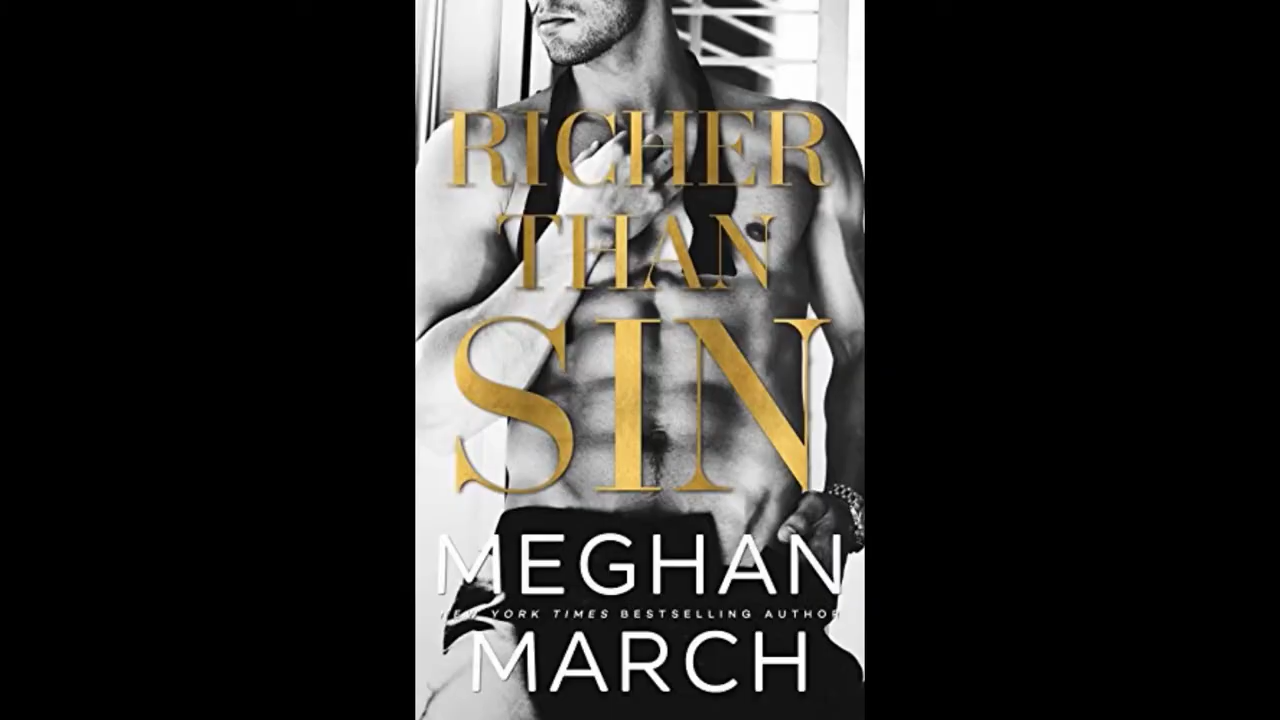 RICHER
THAN
SIN
MEGHAN
NEW YORK TIMES BESTSELLING AUTHOR
MARCH